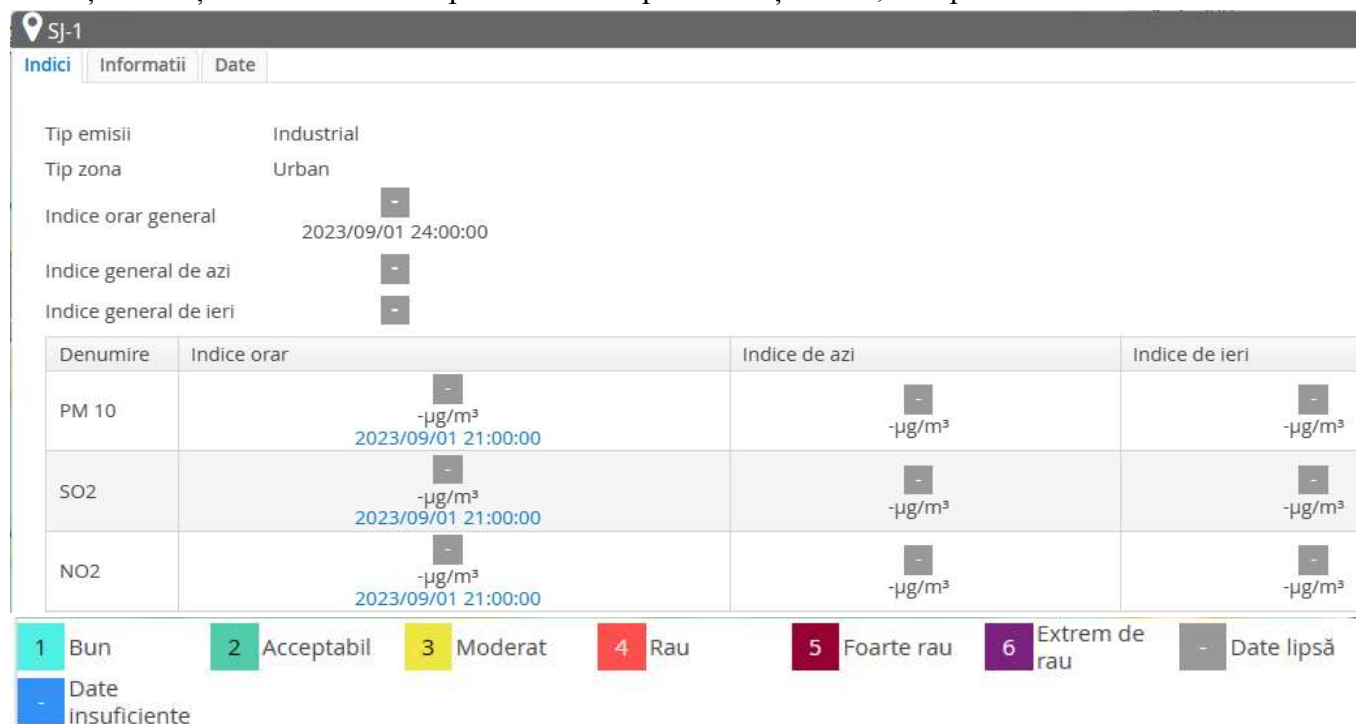 SJ-1
Indici Informatii Date
Tip emisii Industrial
Tip zona Urban
Indice orar general -
2023/09/01 24:00:00
Indice general de azi -
Indice general de ieri -
Denumire Indice orar Indice de azi Indice de ieri
- - -
PM 10 -µg/m³ -µg/m³ -µg/m³
2023/09/01 21:00:00
- - -
SO2 -µg/m³ -µg/m³ -µg/m³
2023/09/01 21:00:00
- - -
NO2 -µg/m³ -µg/m³ -µg/m³
2023/09/01 21:00:00
1 Bun 2 Acceptabil 3 Moderat 4 Rau 5 Foarte rau 6 Extrem de rau - Date lipsă
- Date insuficiente